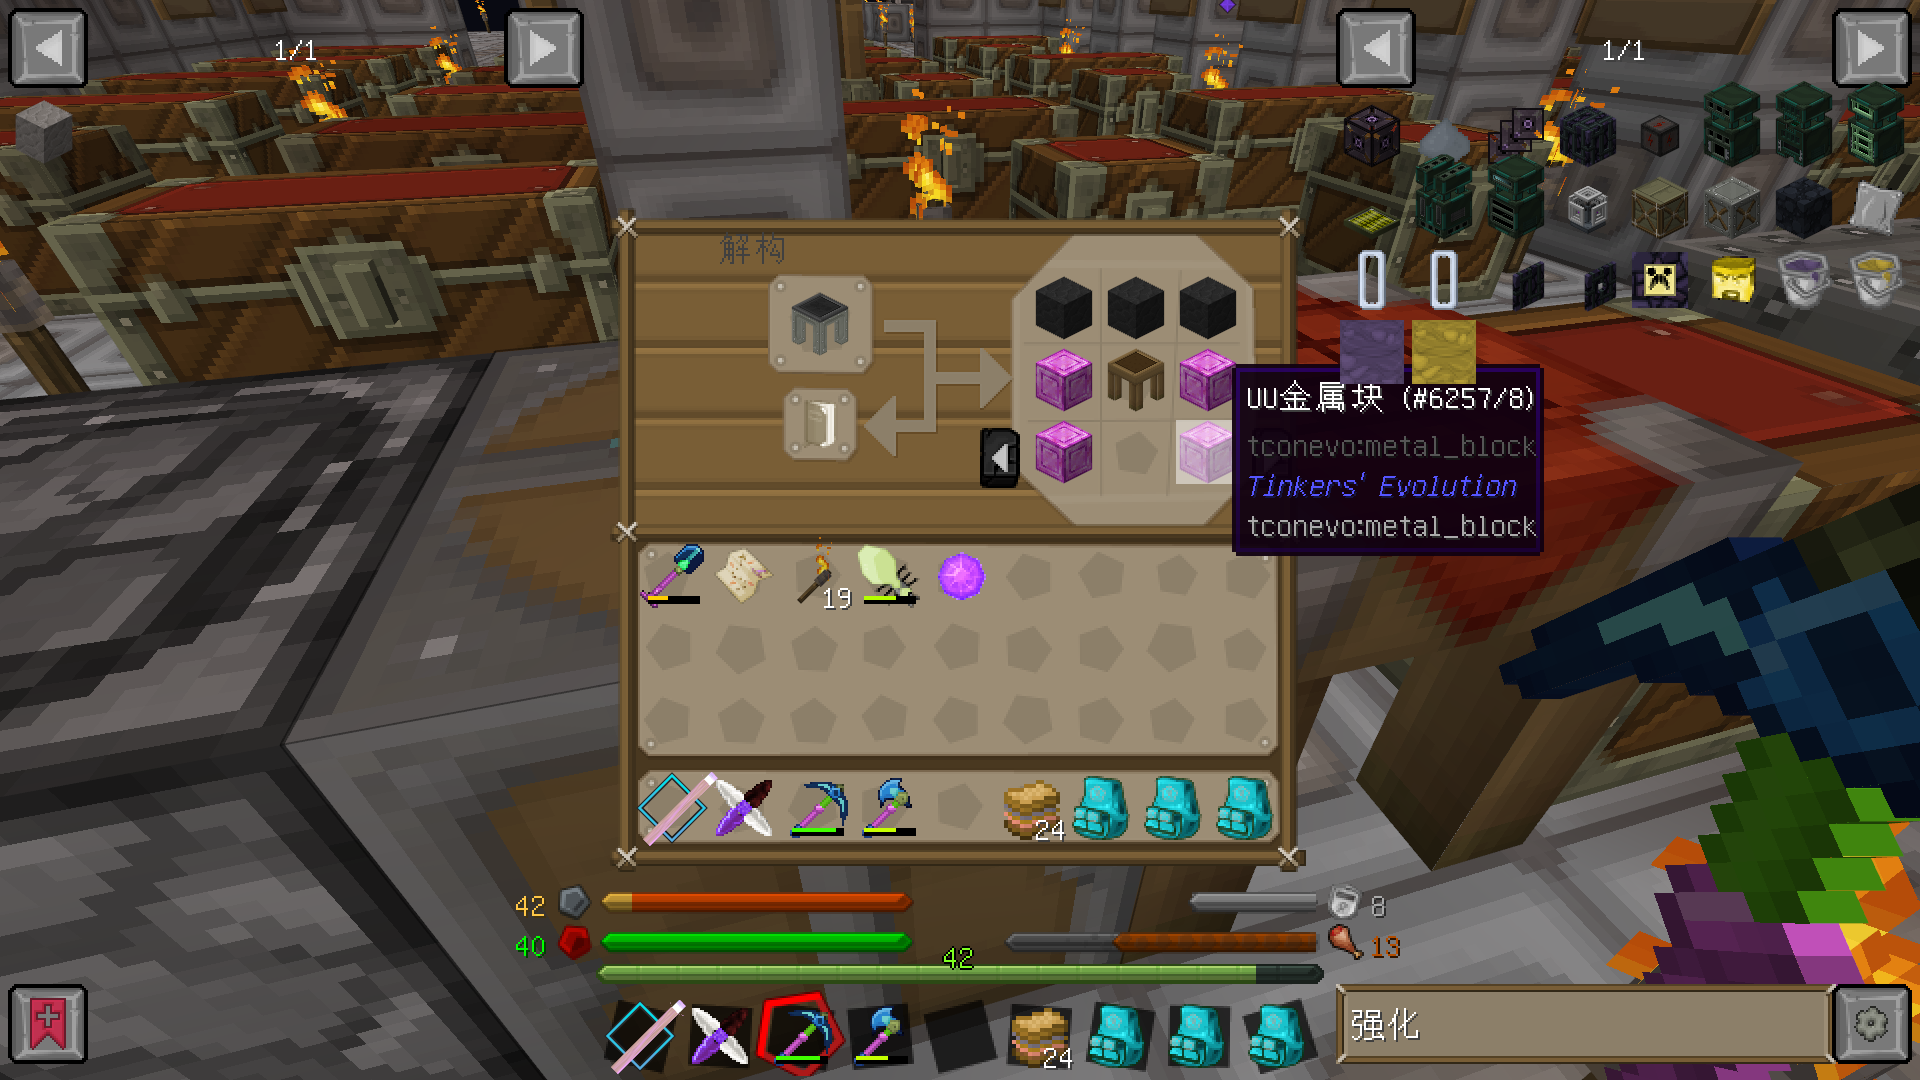 1/1
1/1
解构
UU金属块 (#6257/8)
tconevo:metal_block
Tinkers' Evolution
tconevo:metal_block
19
24
42
8
40
42
13
24
强化